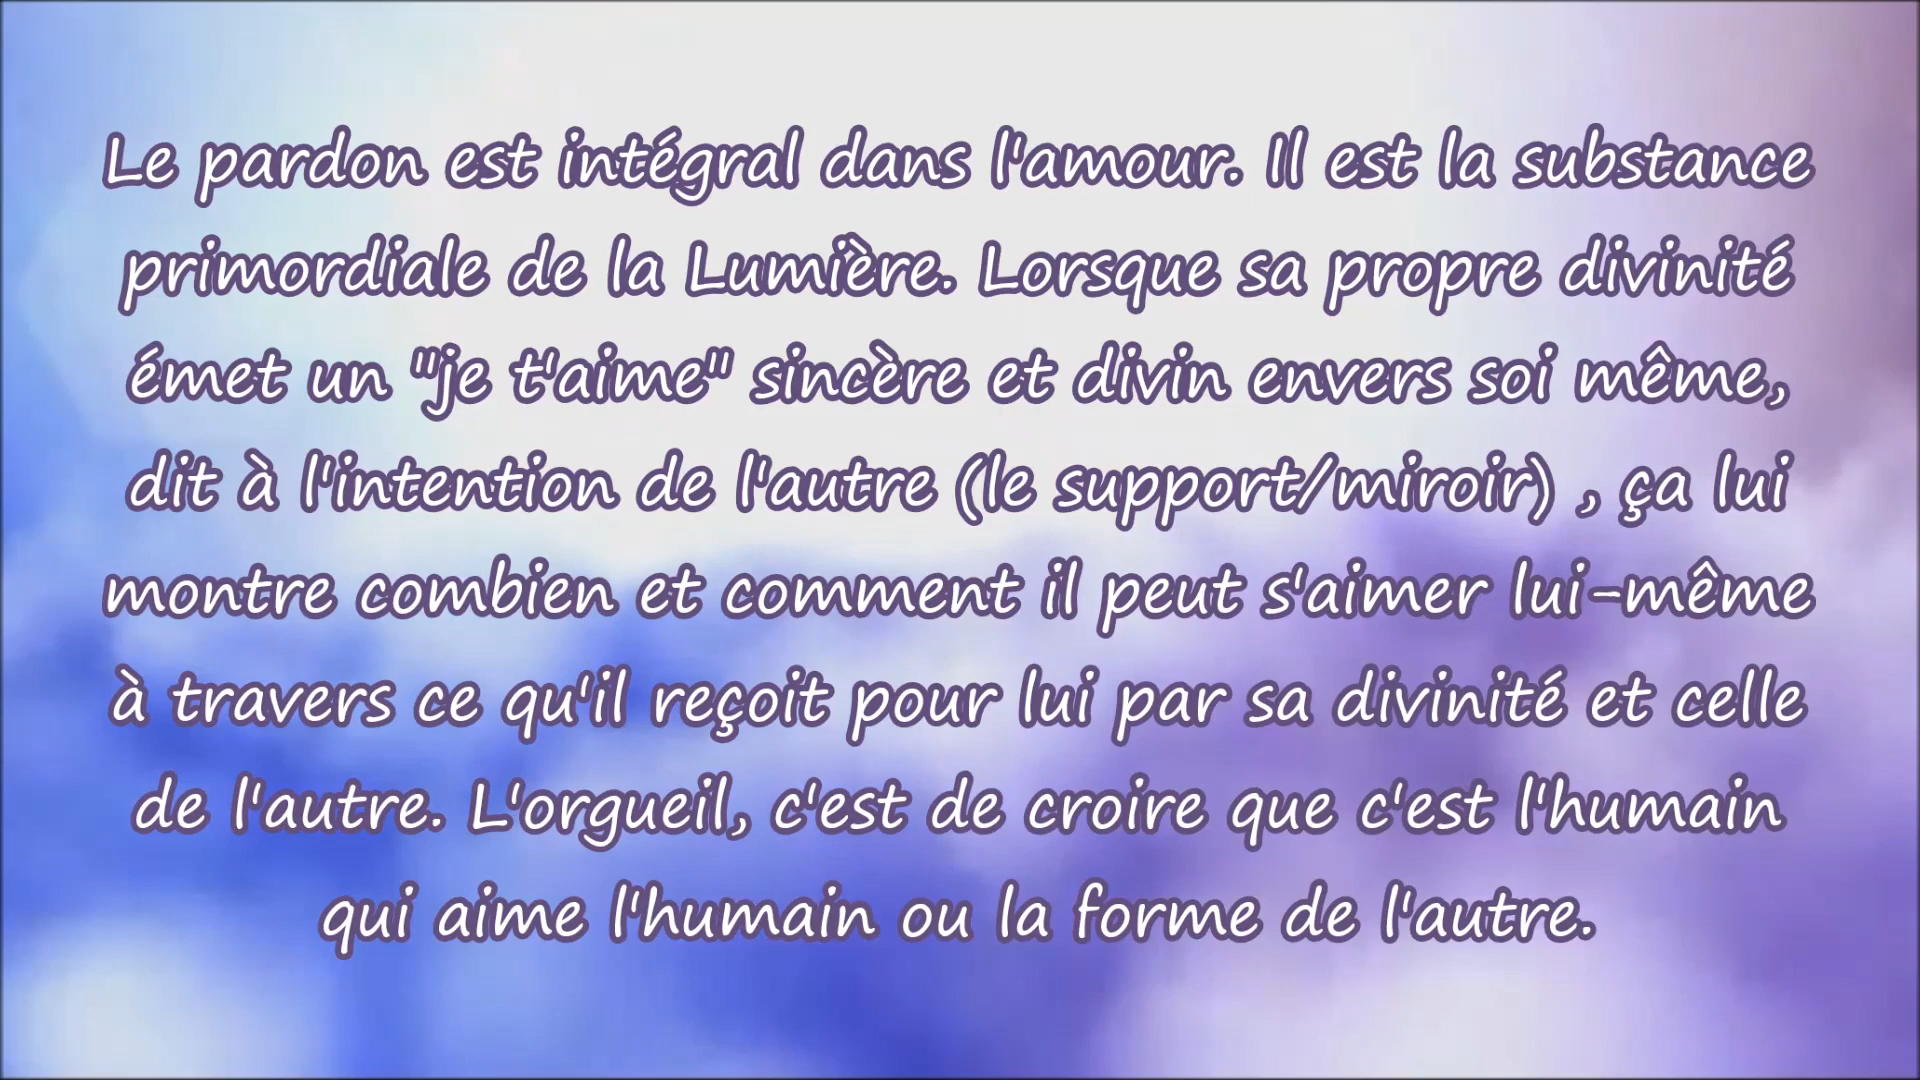 Le pardon est intégral dans l'amour. Il est la substance
primordiale de la Lumière. Lorsque sa propre divinité
émet un "je t'aime" sincère et divin envers soi même,
dit à l'intention de l'autre (le support/miroir) , ça lui
montre combien et comment il peut s'aimer lui-même
à travers ce qu'il reçoit pour lui par sa divinité et celle
de l'autre. L'orgueil, c'est de croire que c'est l'humain
qui aime l'humain ou la forme de l'autre.